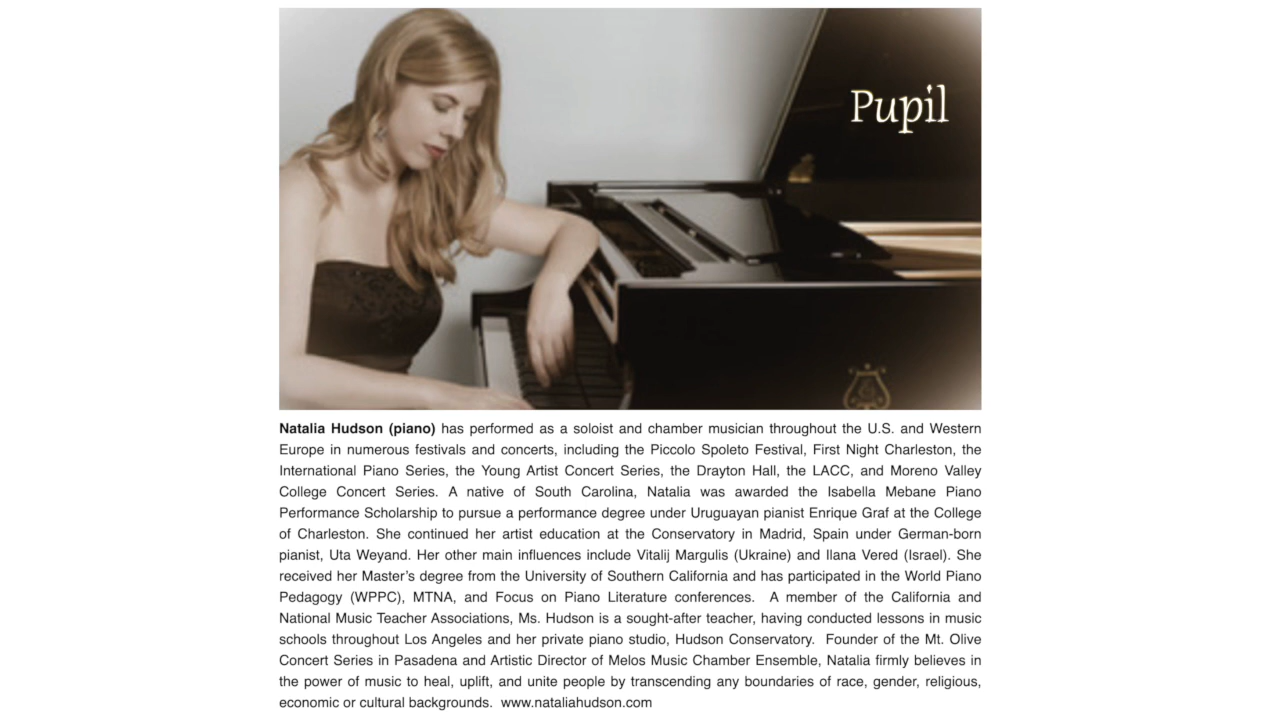 Pupil
Natalia Hudson (piano) has performed as a soloist and chamber musician throughout the U.S. and Western
Europe in numerous festivals and concerts, including the Piccolo Spoleto Festival, First Night Charleston, the
International Piano Series, the Young Artist Concert Series, the Drayton Hall, the LACC, and Moreno Valley
College Concert Series. A native of South Carolina, Natalia was awarded the Isabella Mebane Piano
Performance Scholarship to pursue a performance degree under Uruguayan pianist Enrique Graf at the College
of Charleston. She continued her artist education at the Conservatory in Madrid, Spain under German-born
pianist, Uta Weyand. Her other main influences include Vitalij Margulis (Ukraine) and Ilana Vered (Israel). She
received her Master’s degree from the University of Southern California and has participated in the World Piano
Pedagogy (WPPC), MTNA, and Focus on Piano Literature conferences.  A member of the California and
National Music Teacher Associations, Ms. Hudson is a sought-after teacher, having conducted lessons in music
schools throughout Los Angeles and her private piano studio, Hudson Conservatory.  Founder of the Mt. Olive
Concert Series in Pasadena and Artistic Director of Melos Music Chamber Ensemble, Natalia firmly believes in
the power of music to heal, uplift, and unite people by transcending any boundaries of race, gender, religious,
economic or cultural backgrounds.  www.nataliahudson.com